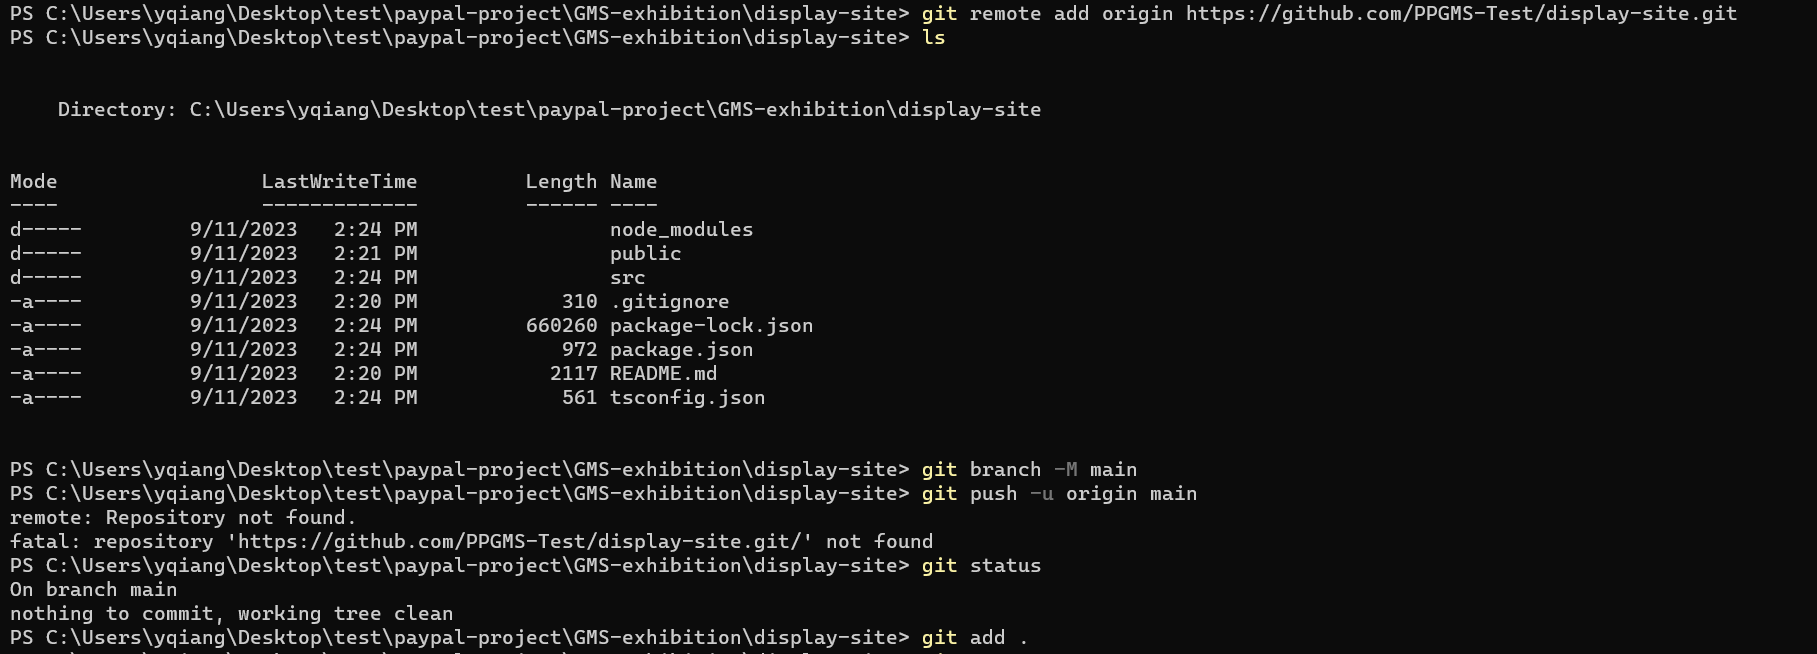 PS C:\Users\yqiang\Desktop\test\paypal-project\GMS-exhibition\display-site> git remote add origin https://github.com/PPGMS-Test/display-site.git
PS C:\Users\yqiang\Desktop\test\paypal-project\GMS-exhibition\display-site> ls
Directory: C:\Users\yqiang\Desktop\test\paypal-project\GMS-exhibition\display-site
Mode LastWriteTime Length Name
---- ------------- ------ ----
d----- 9/11/2023 2:24 PM node_modules
d----- 9/11/2023 2:21 PM public
d----- 9/11/2023 2:24 PM src
-a---- 9/11/2023 2:20 PM 310 .gitignore
-a---- 9/11/2023 2:24 PM 660260 package-lock.json
-a---- 9/11/2023 2:24 PM 972 package.json
-a---- 9/11/2023 2:20 PM 2117 README.md
-a---- 9/11/2023 2:24 PM 561 tsconfig.json
PS C:\Users\yqiang\Desktop\test\paypal-project\GMS-exhibition\display-site> git branch -M main
PS C:\Users\yqiang\Desktop\test\paypal-project\GMS-exhibition\display-site> git push -u origin main
remote: Repository not found.
fatal: repository 'https://github.com/PPGMS-Test/display-site.git/' not found
PS C:\Users\yqiang\Desktop\test\paypal-project\GMS-exhibition\display-site> git status
On branch main
nothing to commit, working tree clean
PS C:\Users\yqiang\Desktop\test\paypal-project\GMS-exhibition\display-site> git add .